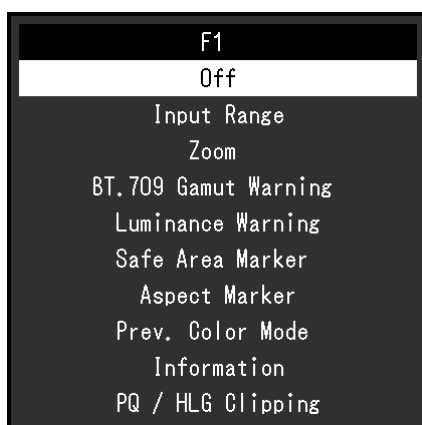 F1
Off
Input Range
Zoom
BT.709 Gamut Warning
Luminance Warning
Safe Area Marker
Aspect Marker
Prev. Color Mode
Information
PQ / HLG Clipping